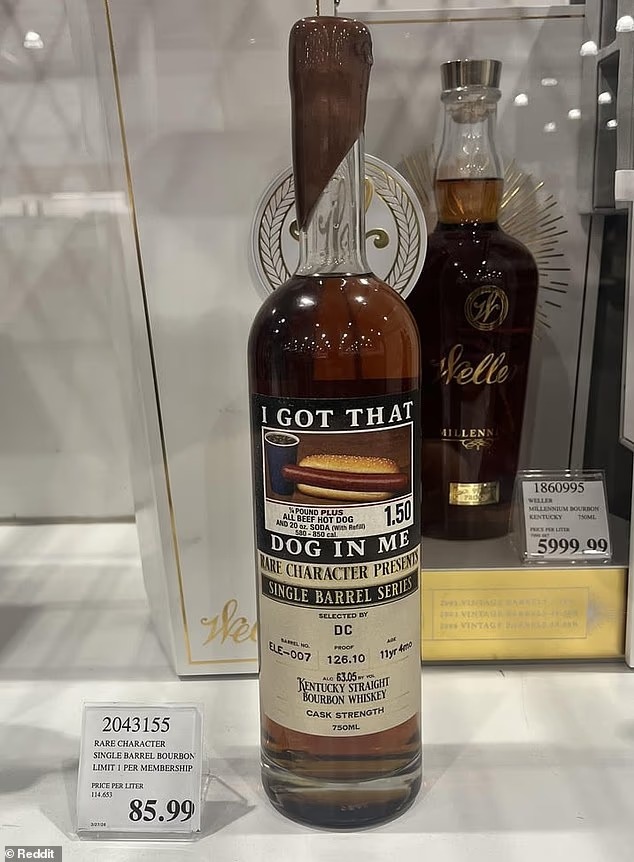 I GOT THAT
¼ POUND PLUS
ALL BEEF HOT DOG
AND 20 oz. SODA (With Refill)
580 - 850 cal.
1.50
DOG IN ME
RARE CHARACTER PRESENTS
SINGLE BARREL SERIES
SELECTED BY
DC
BARREL NO. PROOF AGE
ELE-007 126.10 11yr 4mo
ALC 63.05 BY VOL
KENTUCKY STRAIGHT
BOURBON WHISKEY
CASK STRENGTH
750ML
Weller
MILLENNI
1860995
WELLER
MILLENNIUM BOURBON
KENTUCKY 750ML
PRICE PER LITER
5999.99
Wel
2043155
RARE CHARACTER
SINGLE BARREL BOURBON
LIMIT 1 PER MEMBERSHIP
PRICE PER LITER
114.653
85.99
© Reddit